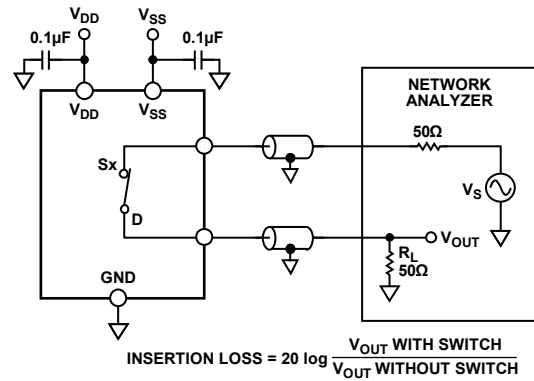 VDD
VSS
0.1µF
0.1µF
VDD
VSS
NETWORK
ANALYZER
50Ω
Sx
VS
D
VOUT
RL
50Ω
GND
INSERTION LOSS = 20 log VOUT WITH SWITCH
VOUT WITHOUT SWITCH